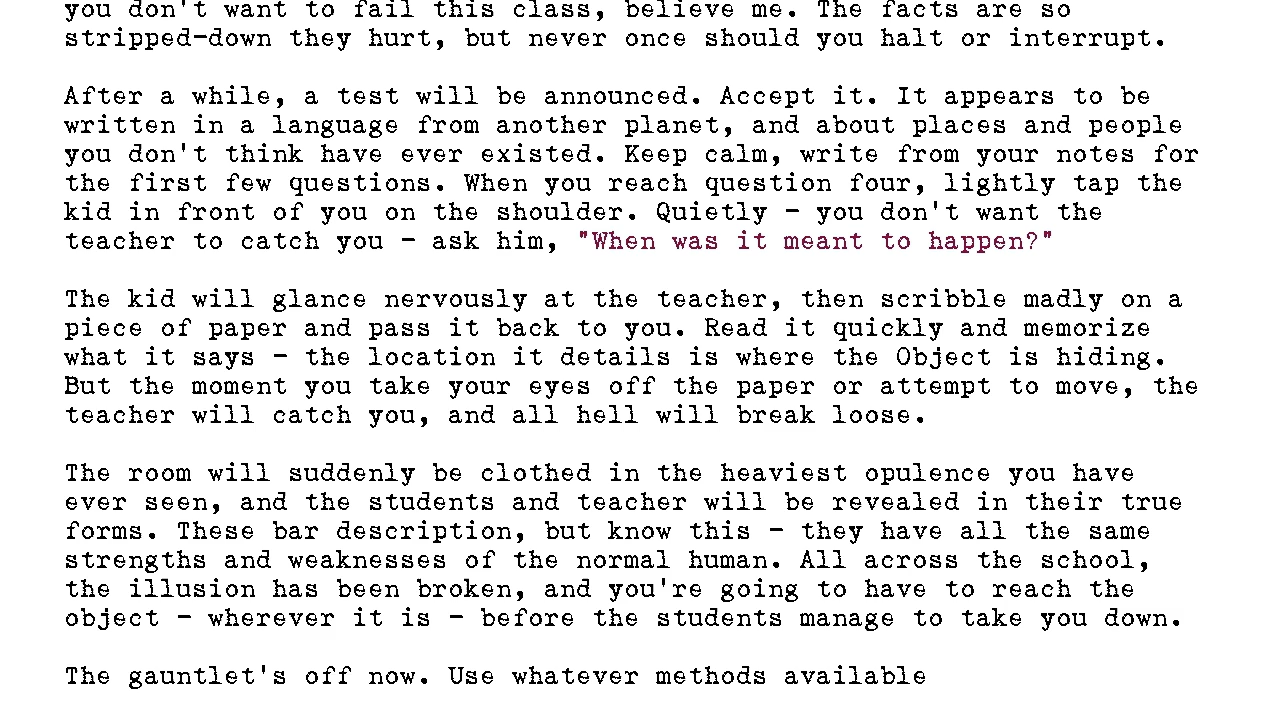 you don't want to fail this class, believe me. The facts are so
stripped-down they hurt, but never once should you halt or interrupt.
After a while, a test will be announced. Accept it. It appears to be
written in a language from another planet, and about places and people
you don't think have ever existed. Keep calm, write from your notes for
the first few questions. When you reach question four, lightly tap the
kid in front of you on the shoulder. Quietly - you don't want the
teacher to catch you - ask him, "When was it meant to happen?"
The kid will glance nervously at the teacher, then scribble madly on a
piece of paper and pass it back to you. Read it quickly and memorize
what it says - the location it details is where the Object is hiding.
But the moment you take your eyes off the paper or attempt to move, the
teacher will catch you, and all hell will break loose.
The room will suddenly be clothed in the heaviest opulence you have
ever seen, and the students and teacher will be revealed in their true
forms. These bar description, but know this - they have all the same
strengths and weaknesses of the normal human. All across the school,
the illusion has been broken, and you're going to have to reach the
object - wherever it is - before the students manage to take you down.
The gauntlet's off now. Use whatever methods available